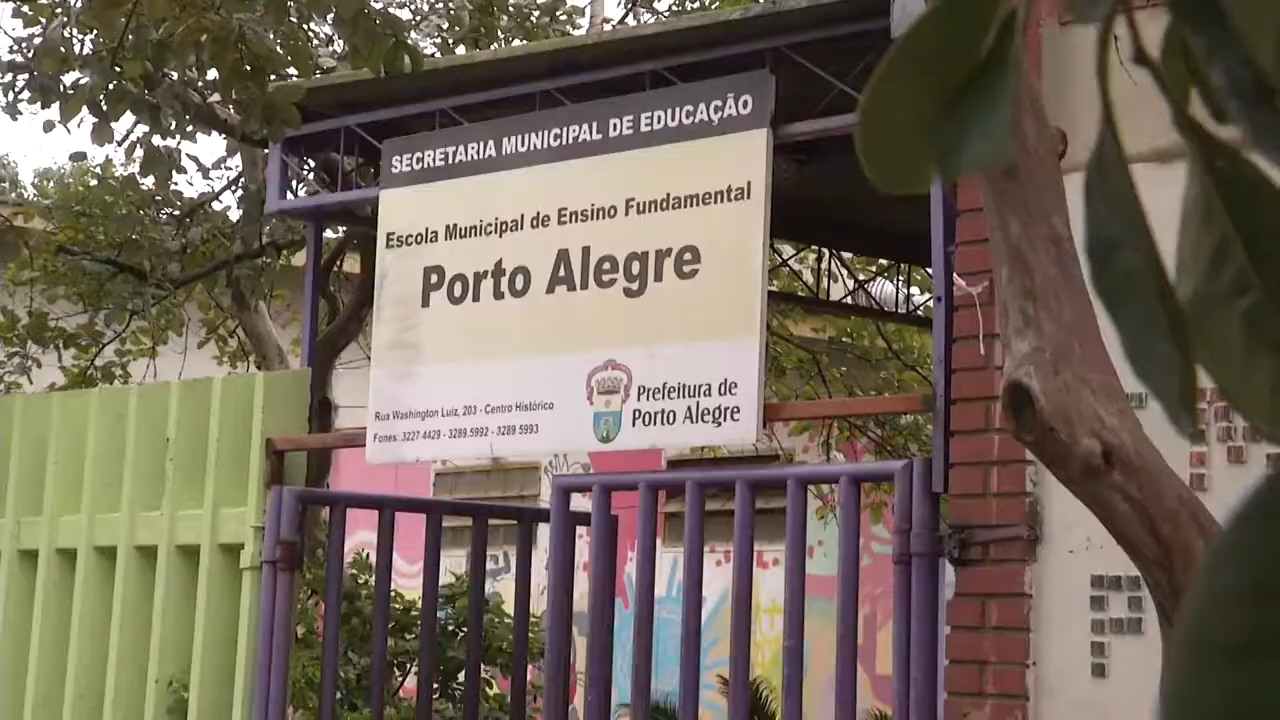 SECRETARIA MUNICIPAL DE EDUCAÇÃO
Escola Municipal de Ensino Fundamental
Porto Alegre
Rua Washington Luiz, 203 - Centro Histórico
Fones: 3227.4429 - 3289.5992 - 3289 5993
Prefeitura de
Porto Alegre